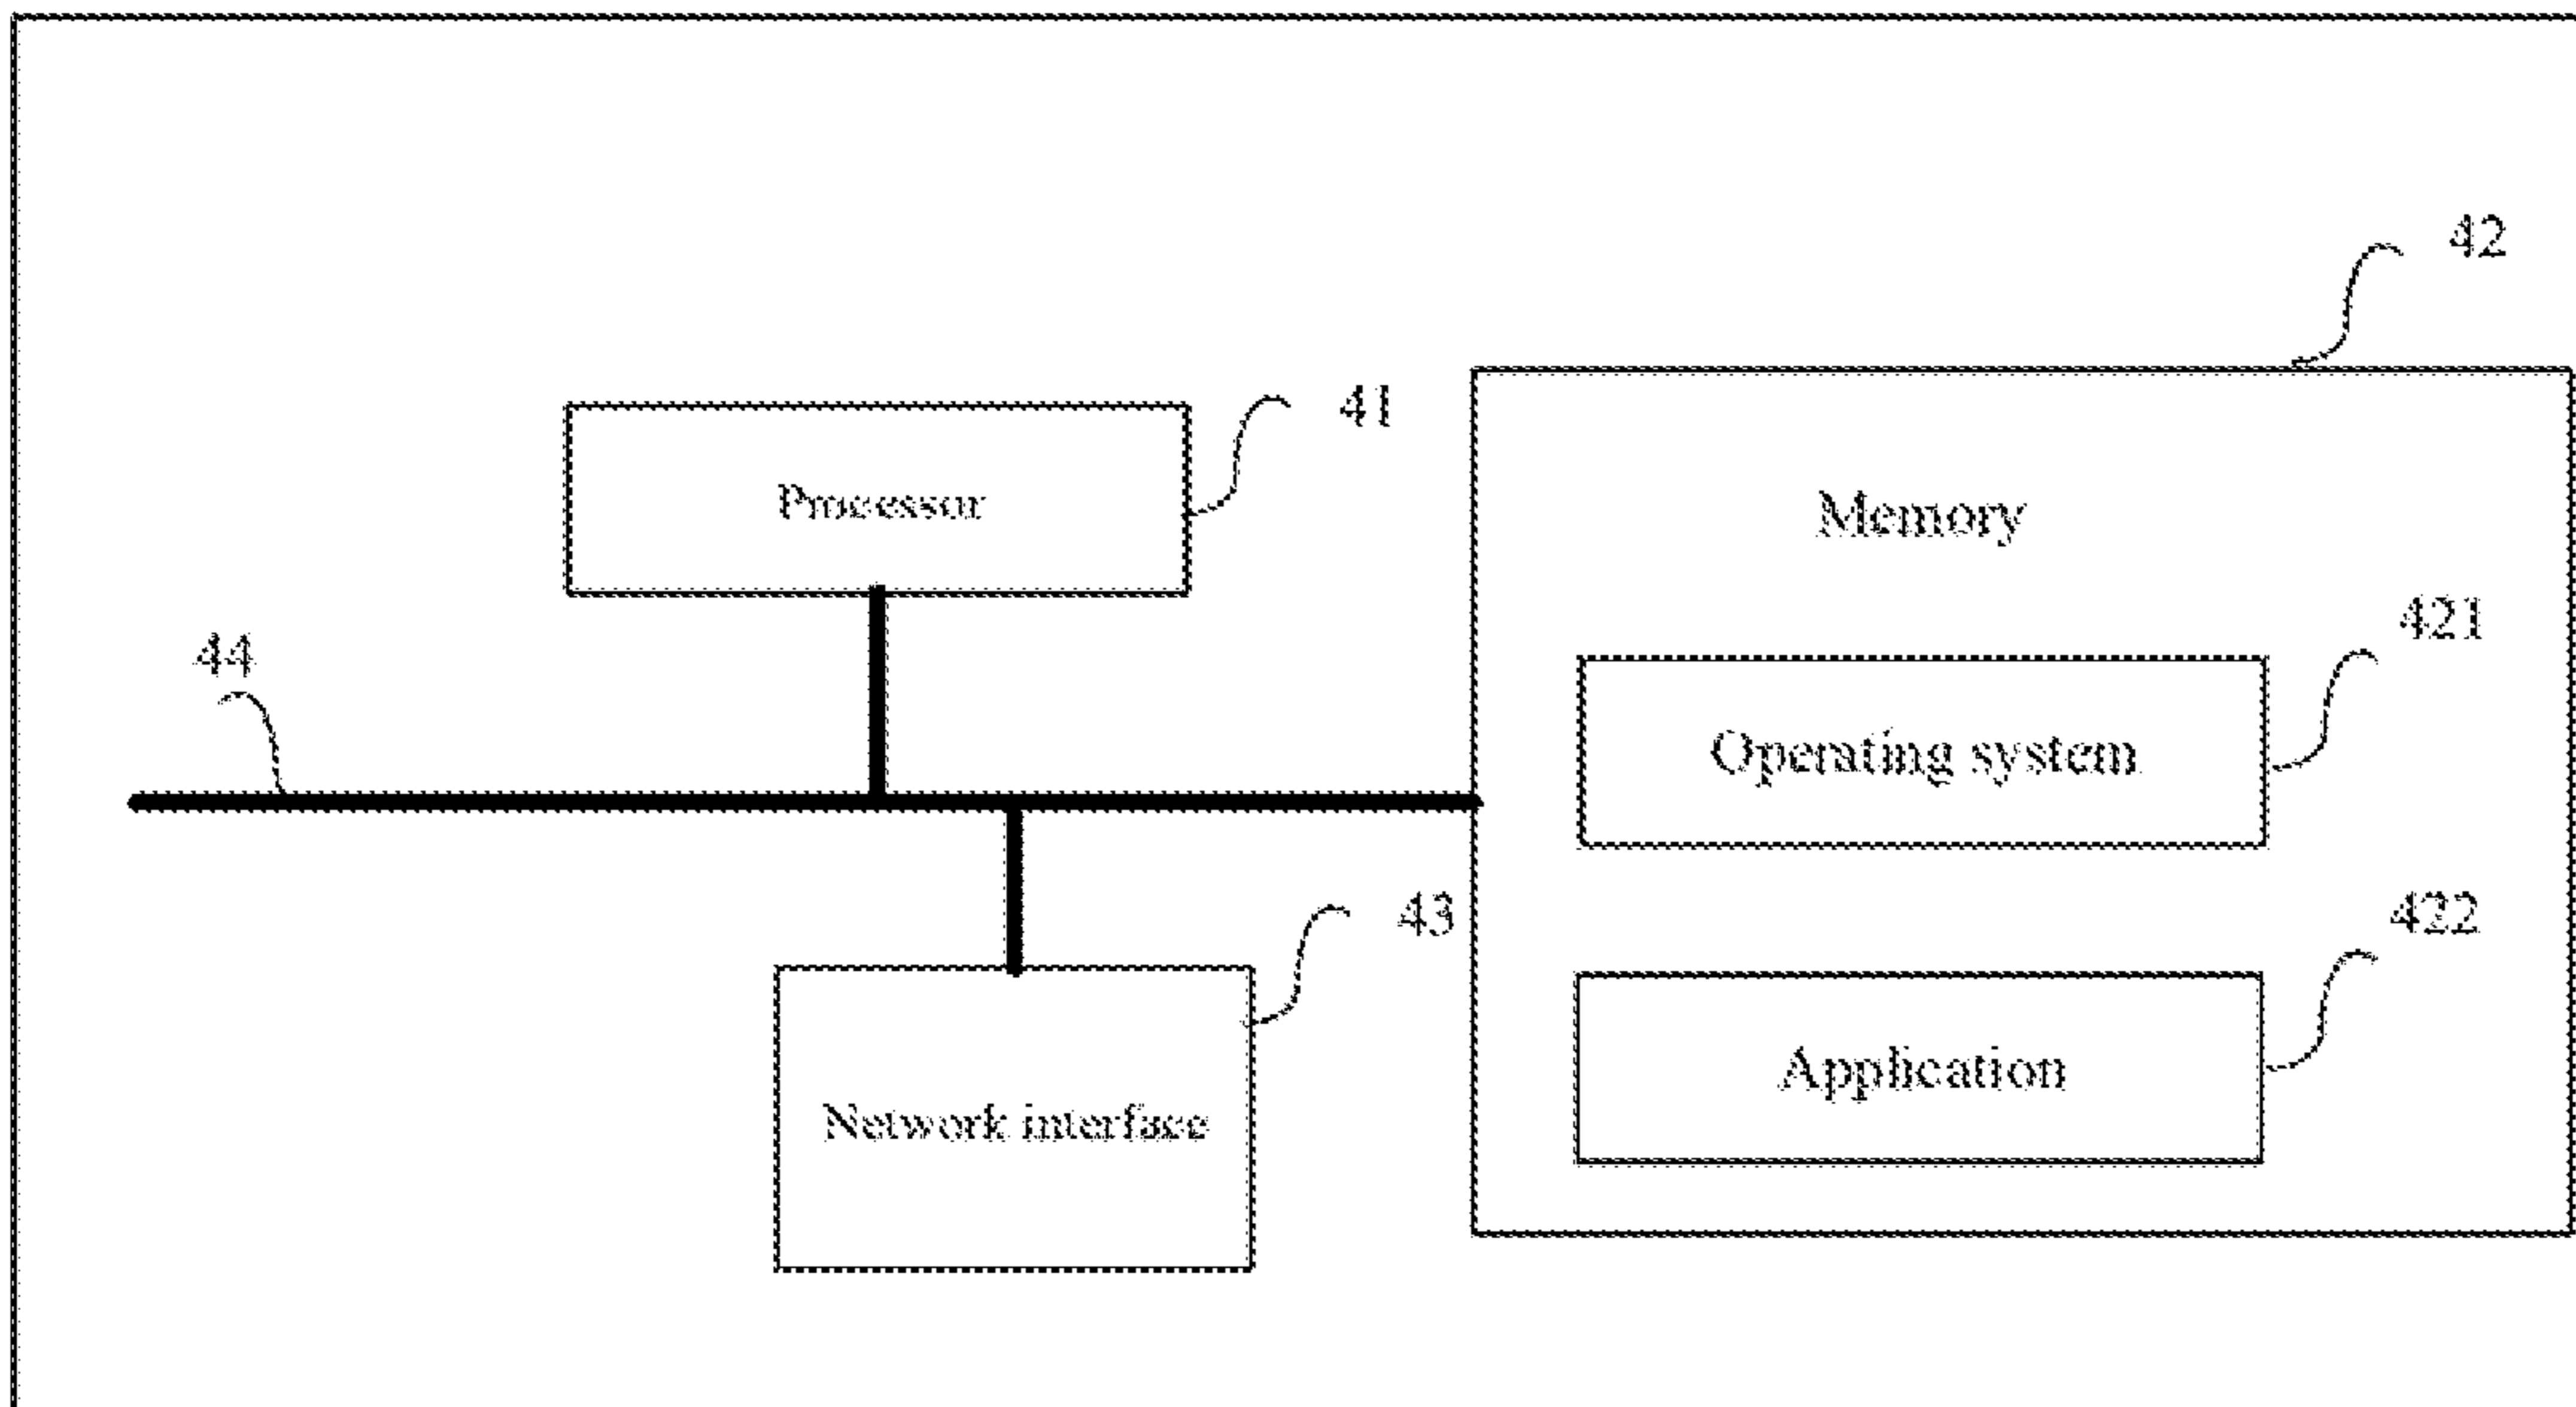 42
41
Processor
Memory
421
44
Operating system
43
422
Application
Network interface